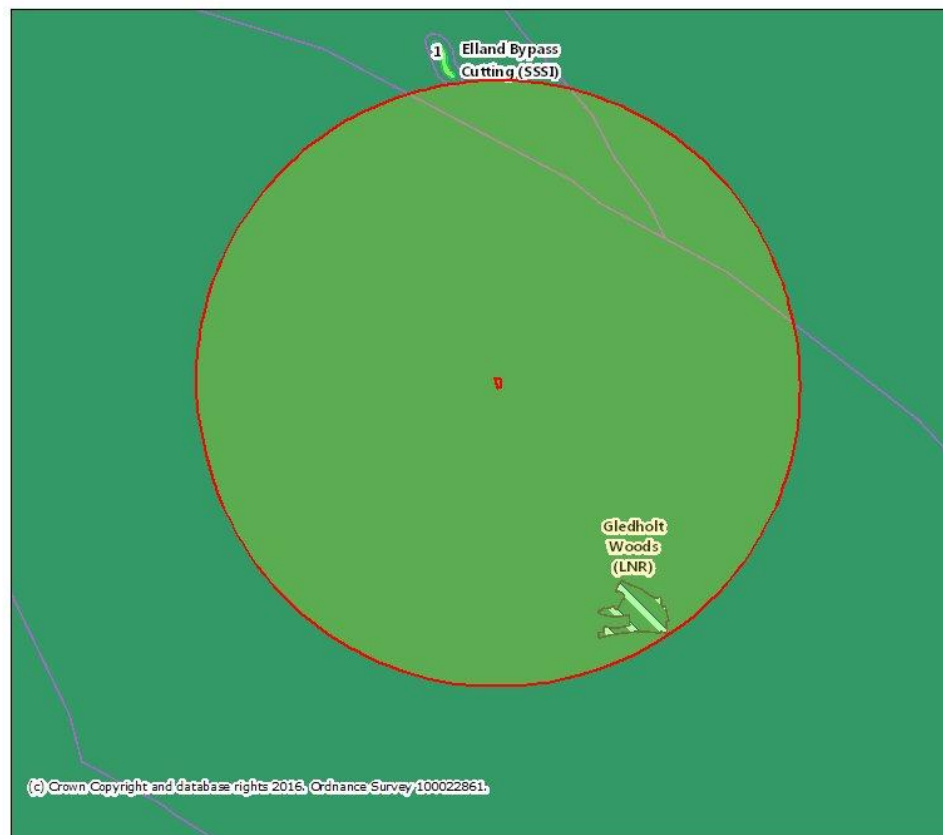 1
Elland Bypass
Cutting (SSSI)
Gledholt
Woods
(LNR)
(c) Crown Copyright and database rights 2016. Ordnance Survey 100022861.